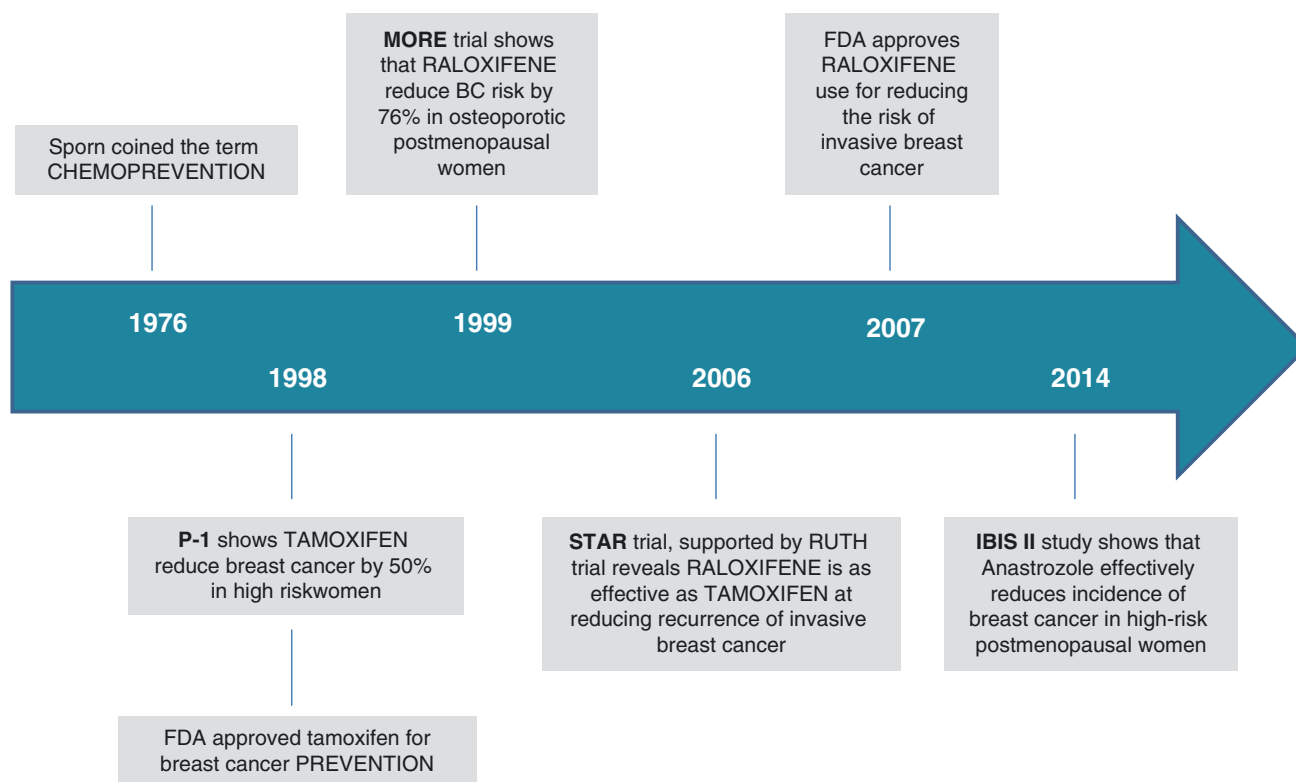 MORE trial shows
that RALOXIFENE
reduce BC risk by
76% in osteoporotic
postmenopausal
women
FDA approves
RALOXIFENE
use for reducing
the risk of
invasive breast
cancer
Sporn coined the term
CHEMOPREVENTION
1976
1999
2007
1998
2006
2014
P-1 shows TAMOXIFEN
reduce breast cancer by 50%
in high riskwomen
STAR trial, supported by RUTH
trial reveals RALOXIFENE is as
effective as TAMOXIFEN at
reducing recurrence of invasive
breast cancer
IBIS II study shows that
Anastrozole effectively
reduces incidence of
breast cancer in high-risk
postmenopausal women
FDA approved tamoxifen for
breast cancer PREVENTION